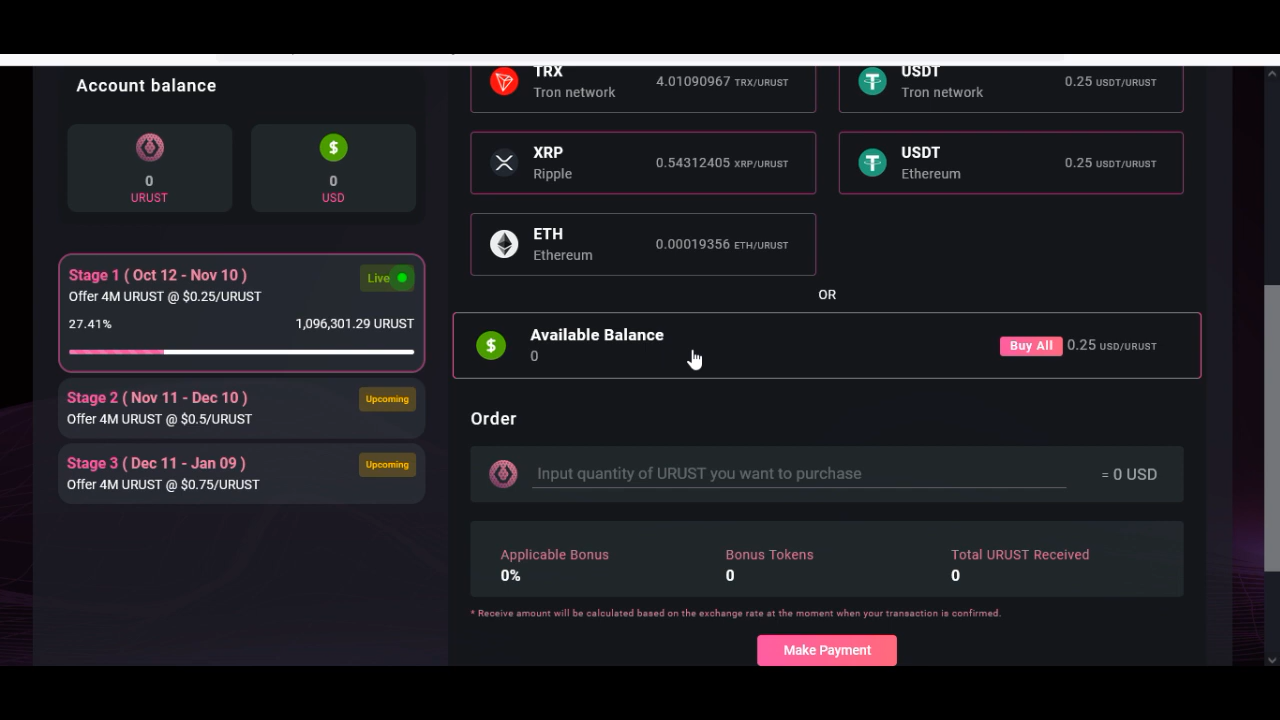 Account balance
0
URUST
0
USD
Stage 1 ( Oct 12 - Nov 10 )
Live
Offer 4M URUST @ $0.25/URUST
27.41%
1,096,301.29 URUST
Stage 2 ( Nov 11 - Dec 10 )
Upcoming
Offer 4M URUST @ $0.5/URUST
Stage 3 ( Dec 11 - Jan 09 )
Upcoming
Offer 4M URUST @ $0.75/URUST
TRX
Tron network
4.01090967 TRX/URUST
USDT
Tron network
0.25 USDT/URUST
XRP
Ripple
0.54312405 XRP/URUST
USDT
Ethereum
0.25 USDT/URUST
ETH
Ethereum
0.00019356 ETH/URUST
OR
Available Balance
0
Buy All
0.25 USD/URUST
Order
Input quantity of URUST you want to purchase
= 0 USD
Applicable Bonus
0%
Bonus Tokens
0
Total URUST Received
0
* Receive amount will be calculated based on the exchange rate at the moment when your transaction is confirmed.
Make Payment